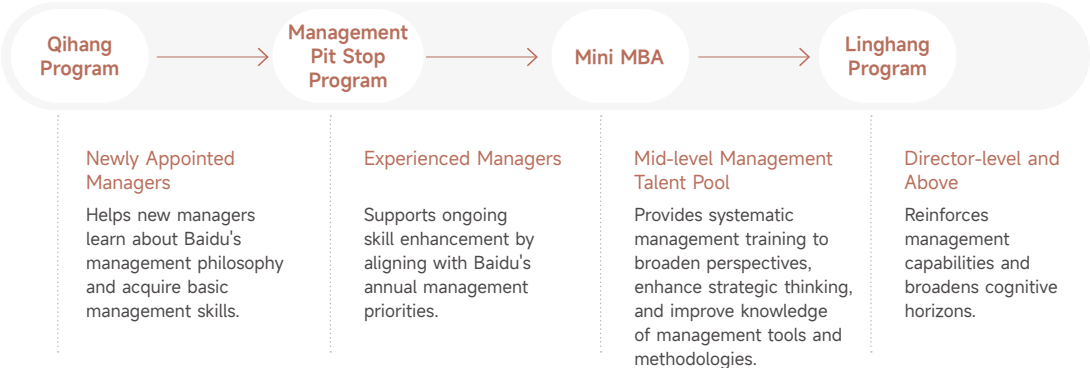 Qihang
Program
Management
Pit Stop
Program
Mini MBA
Linghang
Program
Newly Appointed
Managers
Helps new managers
learn about Baidu's
management philosophy
and acquire basic
management skills.
Experienced Managers
Supports ongoing
skill enhancement by
aligning with Baidu's
annual management
priorities.
Mid-level Management
Talent Pool
Provides systematic
management training to
broaden perspectives,
enhance strategic thinking,
and improve knowledge
of management tools and
methodologies.
Director-level and
Above
Reinforces
management
capabilities and
broadens cognitive
horizons.